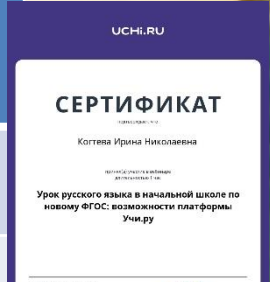 UCHi.RU
СЕРТИФИКАТ
Когтева Ирина Николаевна
Урок русского языка в начальной школе по
новому ФГОС: возможности платформы
Учи.ру